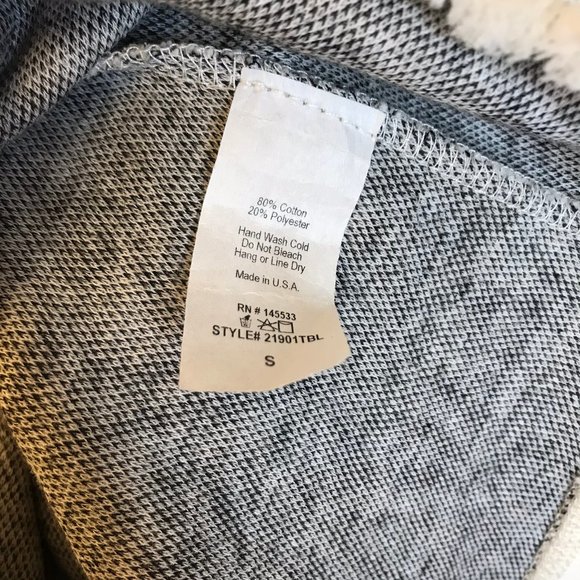 80% Cotton
20% Polyester
Hand Wash Cold
Do Not Bleach
Hang or Line Dry
Made in U.S.A.
RN # 145533
STYLE# 21901TBL
S